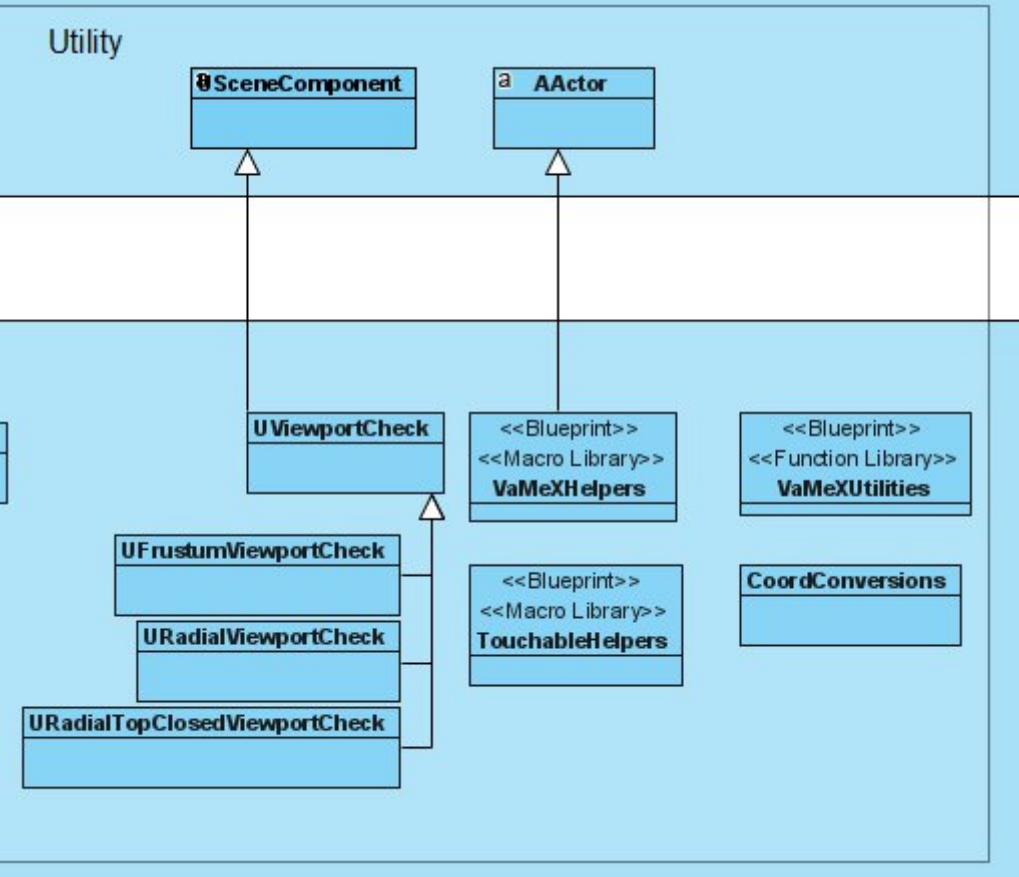 Utility
USceneComponent
a
AActor
UViewportCheck
<<Blueprint>>
<<Macro Library>>
VaMeXHelpers
<<Blueprint>>
<<Function Library>>
VaMeXUtilities
UFrustumViewportCheck
URadialViewportCheck
URadialTopClosedViewportCheck
<<Blueprint>>
<<Macro Library>>
TouchableHelpers
CoordConversions